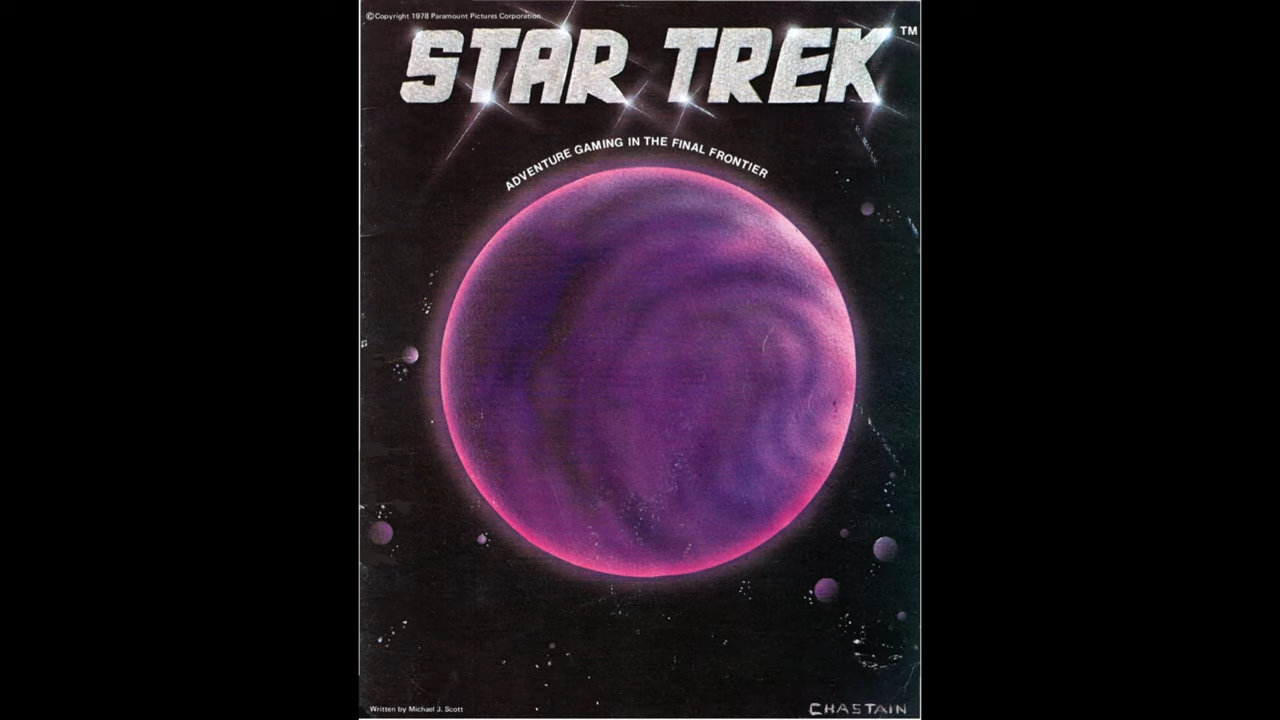 ©Copyright 1978 Paramount Pictures Corporation
STAR TREK™
ADVENTURE GAMING IN THE FINAL FRONTIER
Written by Michael J. Scott
CHASTAIN